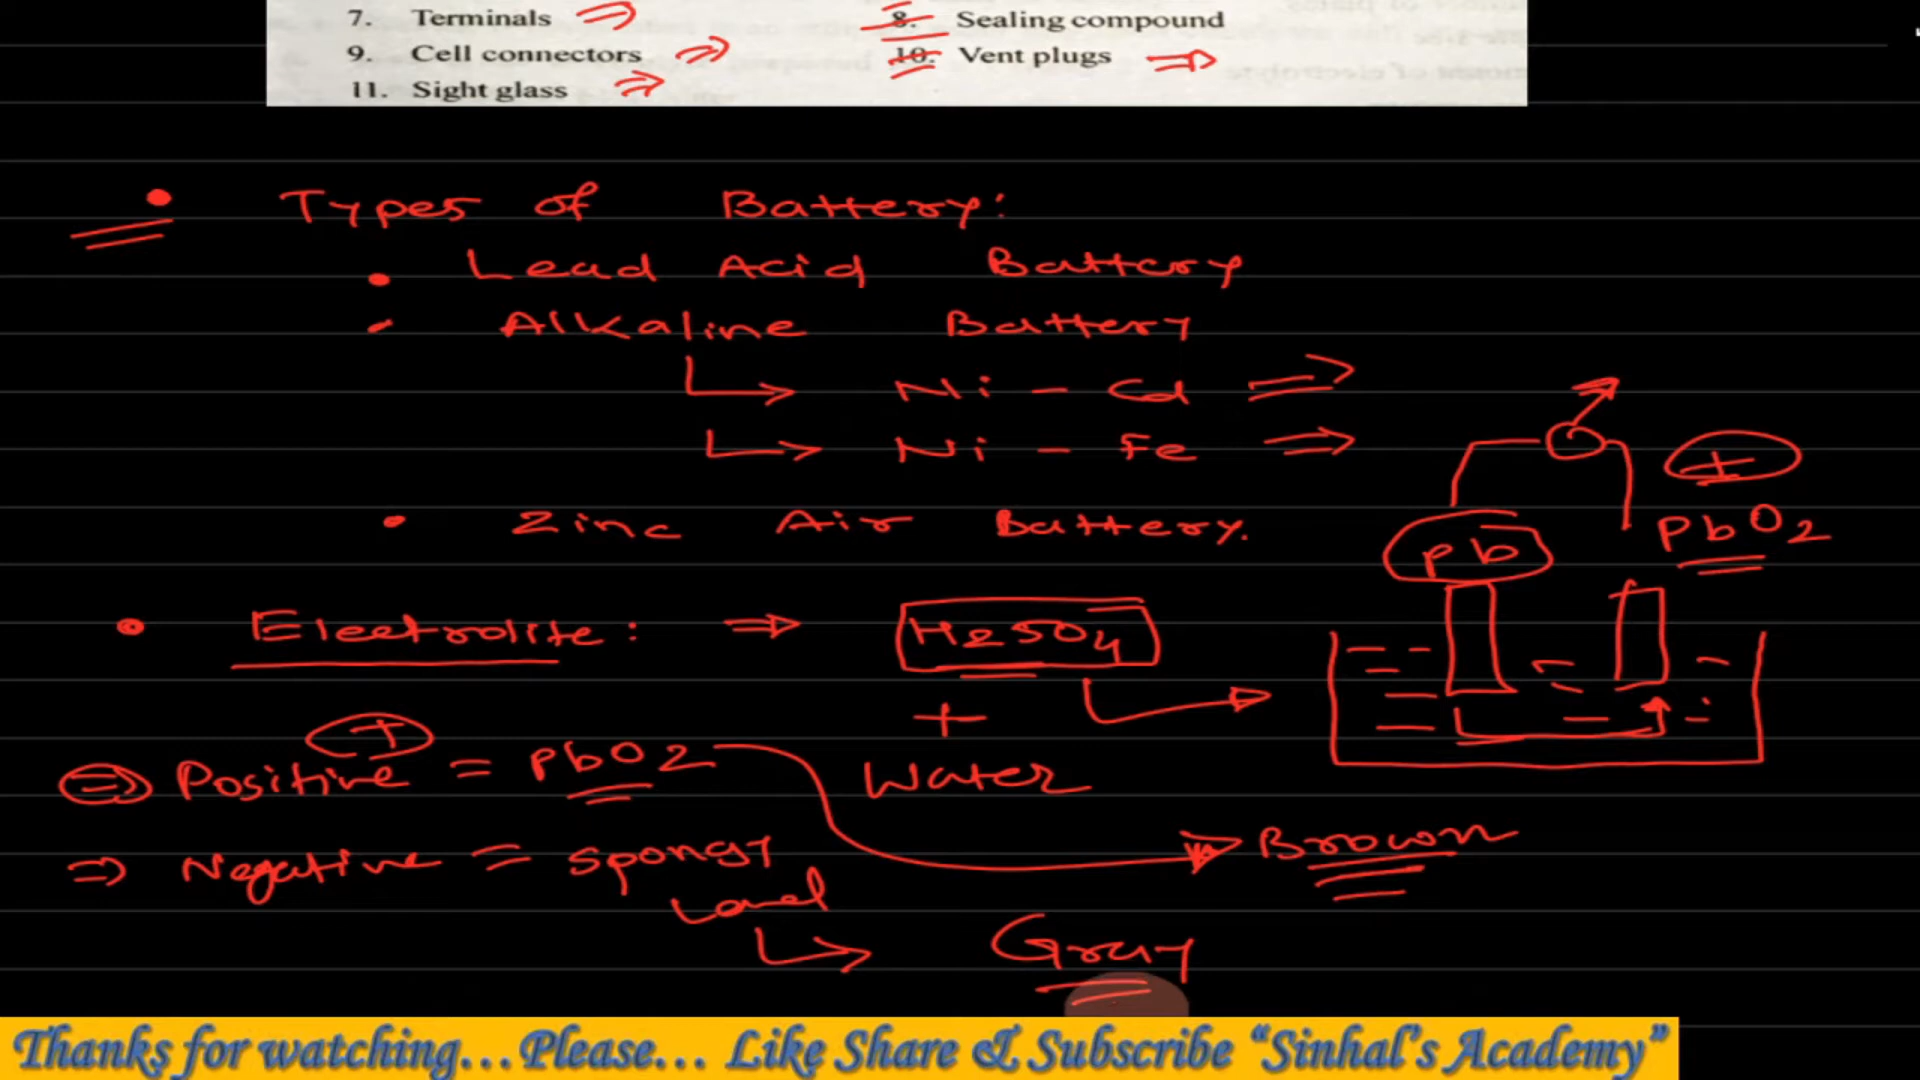 7. Terminals 8. Sealing compound
9. Cell connectors 10. Vent plugs
11. Sight glass
Types of Battery:
Lead Acid Battery
Alkaline Battery
Ni - Cd
Ni - Fe
Zinc Air Battery.
+
Pb PbO2
Electrolite: ⇒ H2SO4
+
Water
+
⇒ Positive = PbO2
Brown
⇒ Negative = Spongy
Gray
Thanks for watching... Please... Like Share & Subscribe "Sinhal's Academy"